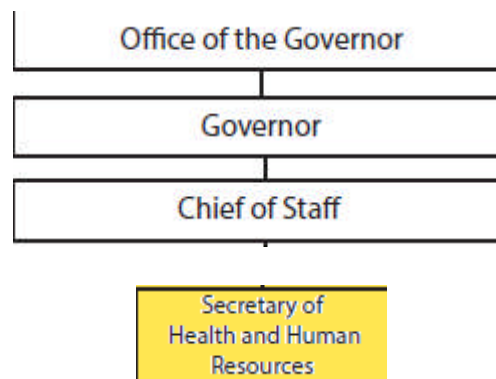 Office of the Governor
Governor
Chief of Staff
Secretary of
Health and Human
Resources